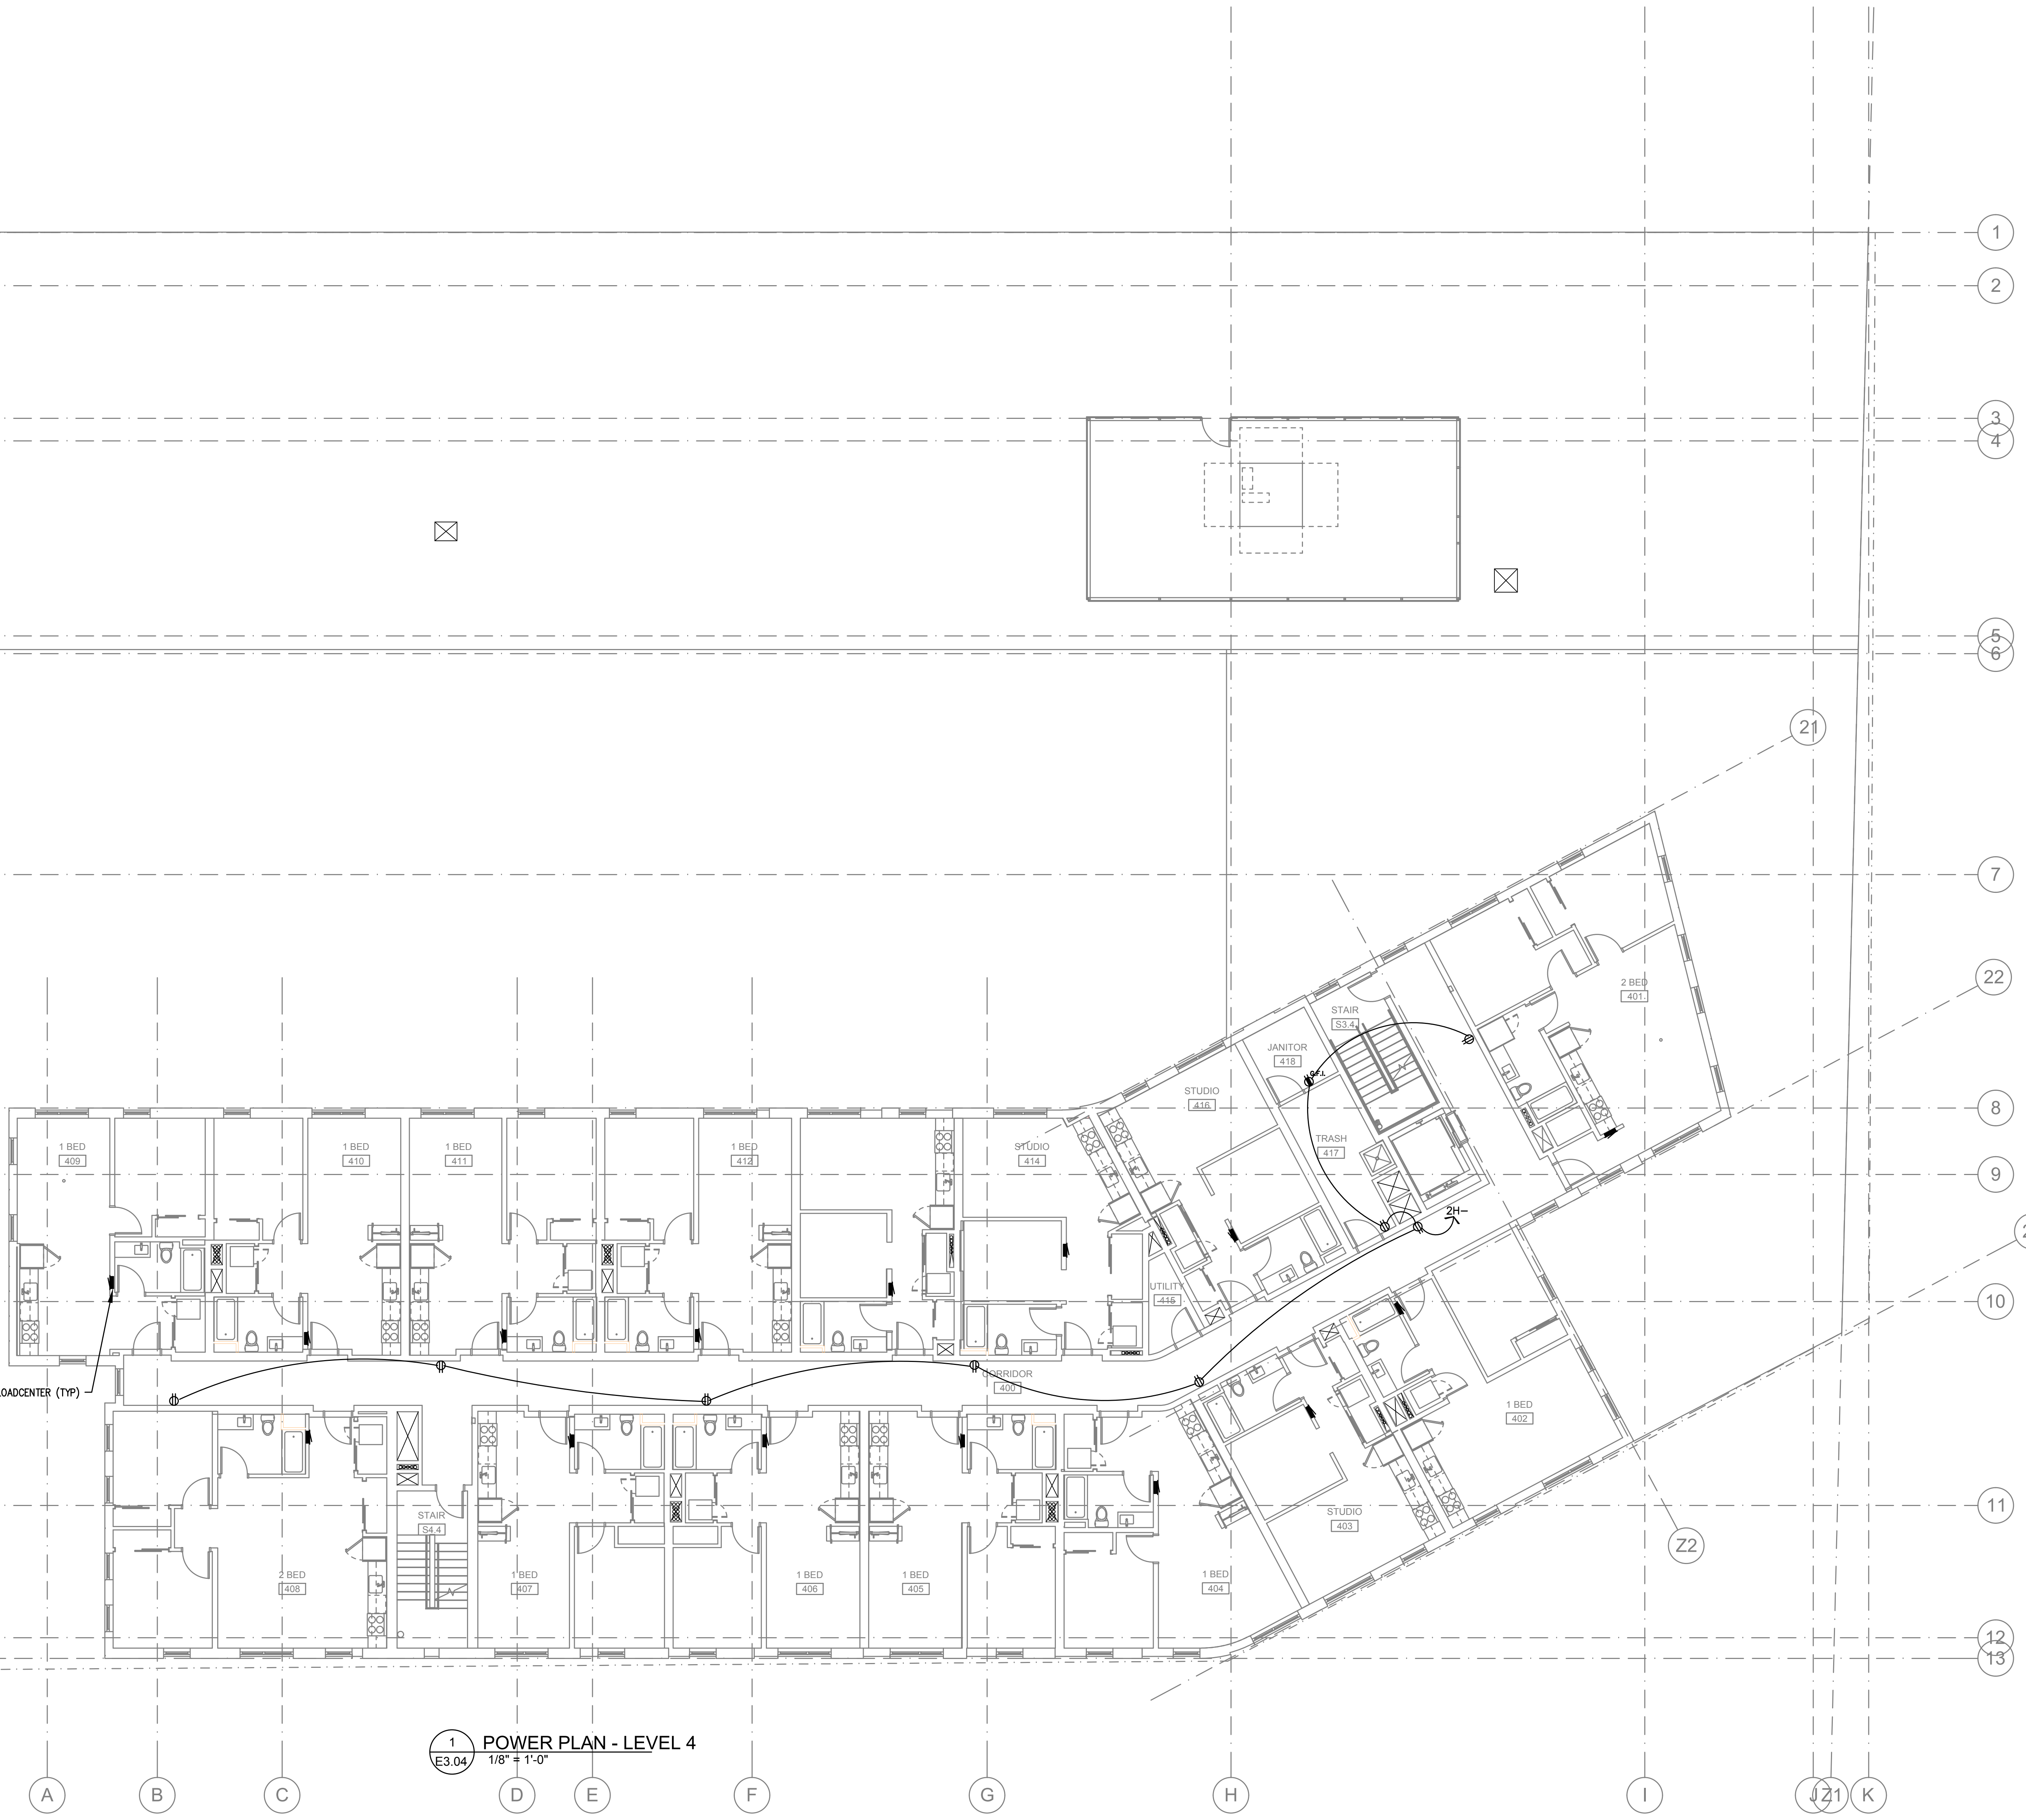 1
2
3
4
5
6
21
7
22
2 BED
401
STAIR
S3.4
JANITOR
418
G.F.I.
STUDIO
416
8
1 BED
409
1 BED
410
1 BED
411
1 BED
412
STUDIO
414
TRASH
417
9
2H-
UTILITY
415
10
CORRIDOR
400
LOADCENTER (TYP)
1 BED
402
STAIR
S4.4
STUDIO
403
11
Z2
2 BED
408
1 BED
407
1 BED
406
1 BED
405
1 BED
404
12
13
1
E3.04
POWER PLAN - LEVEL 4
1/8" = 1'-0"
A
B
C
D
E
F
G
H
I
J
Z1
K